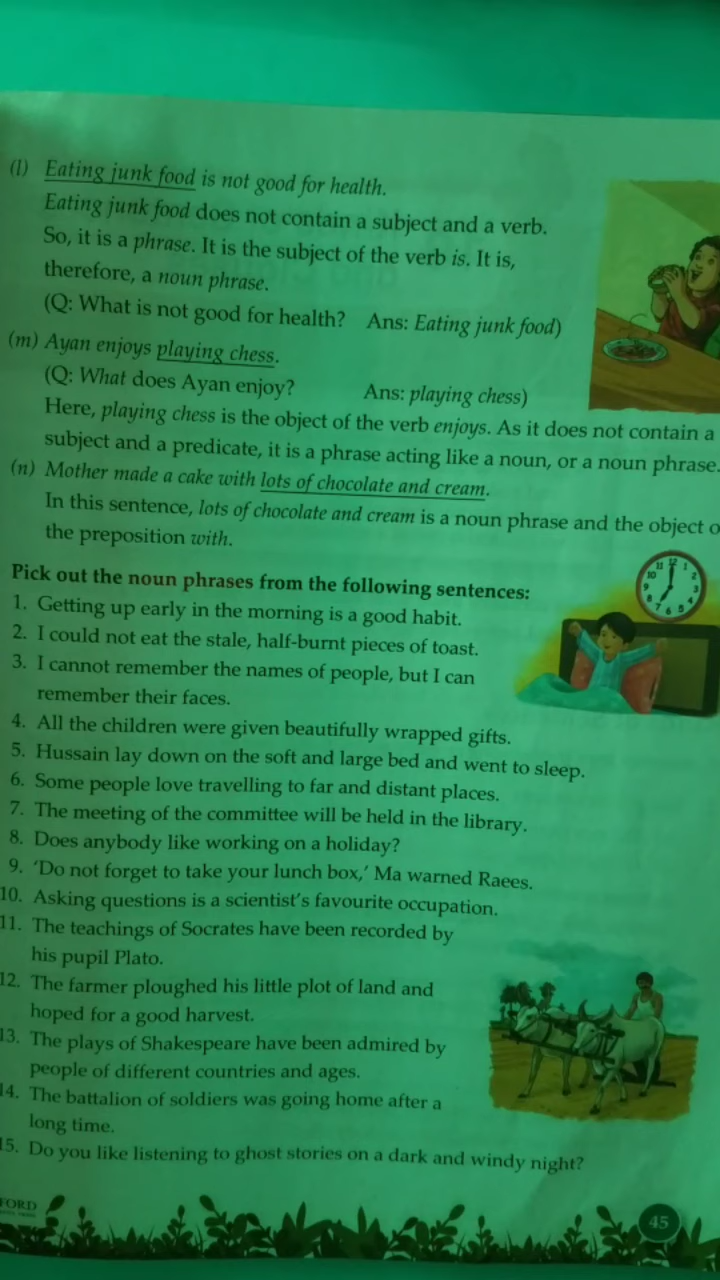 (l) Eating junk food is not good for health.
Eating junk food does not contain a subject and a verb.
So, it is a phrase. It is the subject of the verb is. It is,
therefore, a noun phrase.
(Q: What is not good for health? Ans: Eating junk food)
(m) Ayan enjoys playing chess.
(Q: What does Ayan enjoy? Ans: playing chess)
Here, playing chess is the object of the verb enjoys. As it does not contain a
subject and a predicate, it is a phrase acting like a noun, or a noun phrase.
(n) Mother made a cake with lots of chocolate and cream.
In this sentence, lots of chocolate and cream is a noun phrase and the object o
the preposition with.
Pick out the noun phrases from the following sentences:
1. Getting up early in the morning is a good habit.
2. I could not eat the stale, half-burnt pieces of toast.
3. I cannot remember the names of people, but I can
remember their faces.
4. All the children were given beautifully wrapped gifts.
5. Hussain lay down on the soft and large bed and went to sleep.
6. Some people love travelling to far and distant places.
7. The meeting of the committee will be held in the library.
8. Does anybody like working on a holiday?
9. 'Do not forget to take your lunch box,' Ma warned Raees.
10. Asking questions is a scientist's favourite occupation.
11. The teachings of Socrates have been recorded by
his pupil Plato.
12. The farmer ploughed his little plot of land and
hoped for a good harvest.
13. The plays of Shakespeare have been admired by
people of different countries and ages.
14. The battalion of soldiers was going home after a
long time.
15. Do you like listening to ghost stories on a dark and windy night?
FORD
45